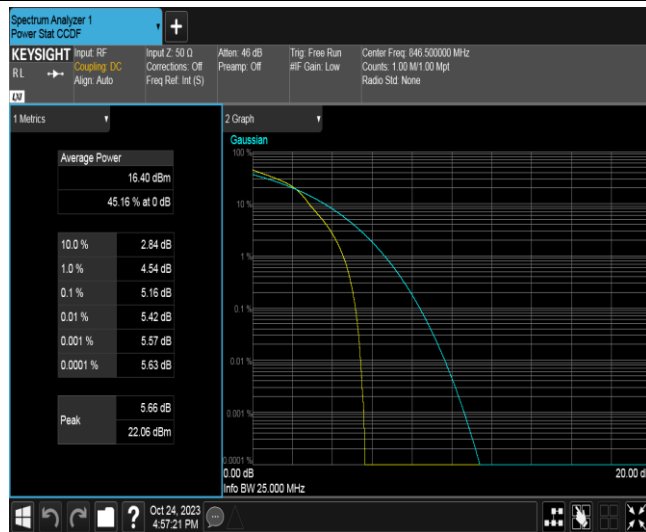 Spectrum Analyzer 1
Power Stat CCDF
+
KEYSIGHT
RL
LXI
Input: RF
Coupling: DC
Align: Auto
Input Z: 50 Ω
Corrections: Off
Freq Ref: Int (S)
Atten: 46 dB
Preamp: Off
Trig: Free Run
#IF Gain: Low
Center Freq: 846.500000 MHz
Counts: 1.00 M/1.00 Mpt
Radio Std: None
1 Metrics
Average Power
16.40 dBm
45.16 % at 0 dB
10.0 % 2.84 dB
1.0 % 4.54 dB
0.1 % 5.16 dB
0.01 % 5.42 dB
0.001 % 5.57 dB
0.0001 % 5.63 dB
Peak
5.66 dB
22.06 dBm
2 Graph
Gaussian
100 %
10 %
1 %
0.1 %
0.01 %
0.001 %
0.0001 %
0.00 dB 20.00 d
Info BW 25.000 MHz
?
Oct 24, 2023
4:57:21 PM